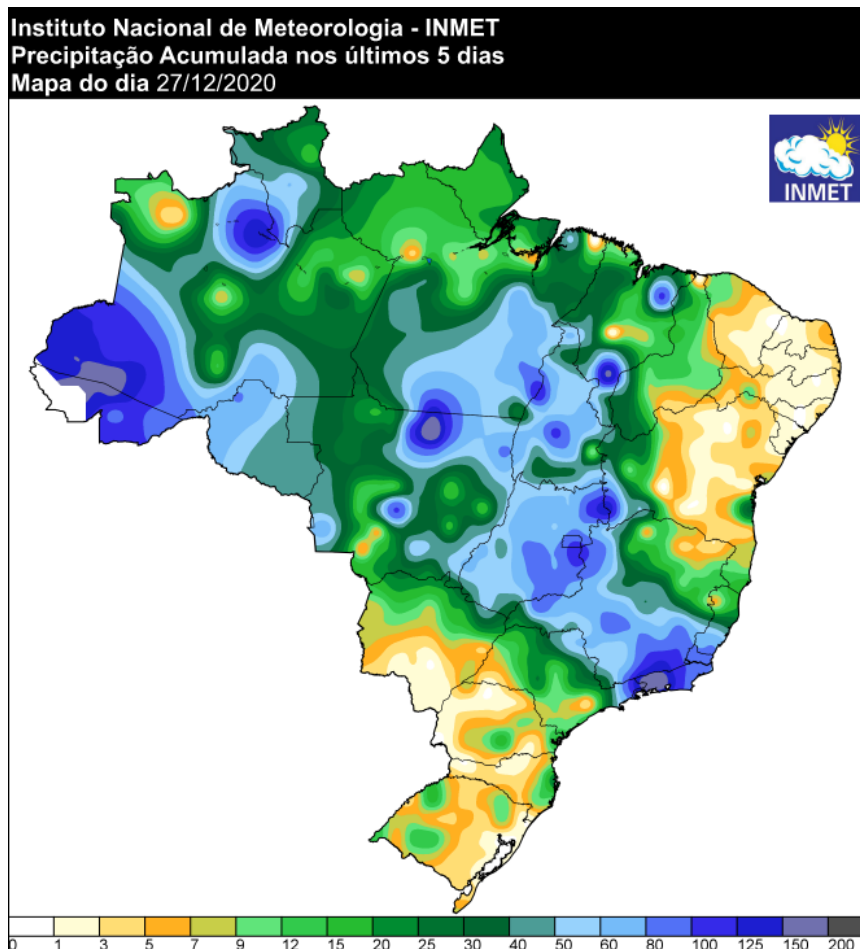 Instituto Nacional de Meteorologia - INMET
Precipitação Acumulada nos últimos 5 dias
Mapa do dia 27/12/2020
INMET
0 1 3 5 7 9 12 15 20 25 30 40 50 60 80 100 125 150 200